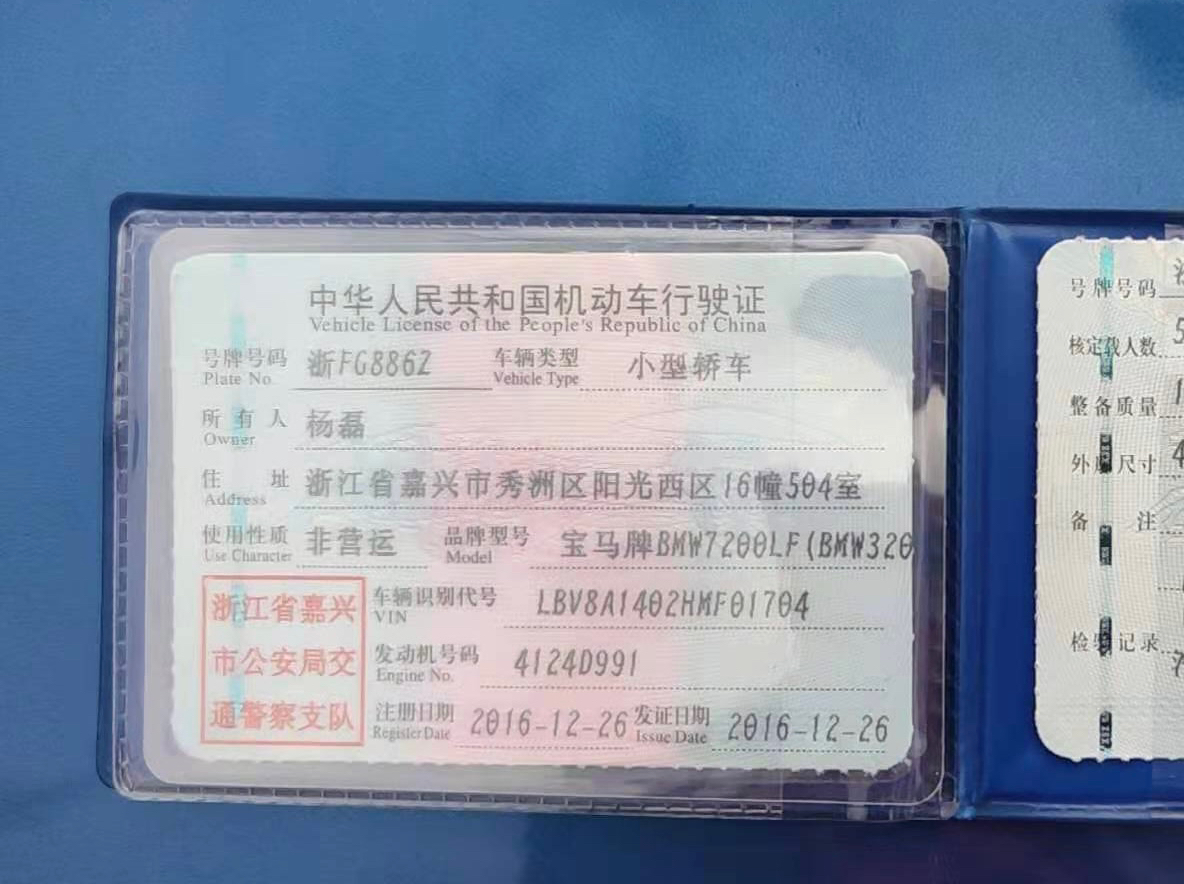 中华人民共和国机动车行驶证
Vehicle License of the People's Republic of China
号牌号码 浙FG8862 车辆类型 小型轿车
Plate No. Vehicle Type
所有人 杨磊
Owner
住址 浙江省嘉兴市秀洲区阳光西区16幢504室
Address
使用性质 非营运 品牌型号 宝马牌BMW7200LF(BMW320
Use Character Model
浙江省嘉兴
市公安局交
通警察支队
车辆识别代号 LBV8A1402HMF01704
VIN
发动机号码 4124D991
Engine No.
注册日期 2016-12-26 发证日期 2016-12-26
Register Date Issue Date
号牌号码
核定载人数 5
整备质量
外廓尺寸 4
备注
检验记录